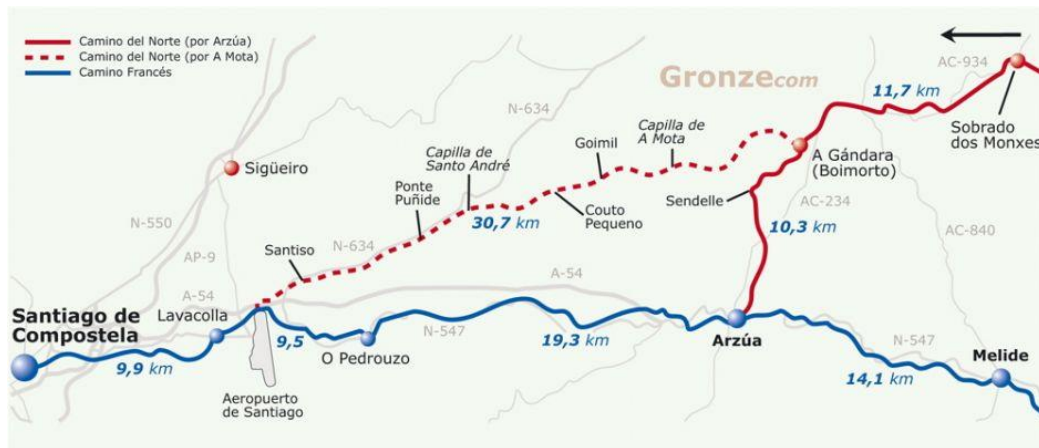 Camino del Norte (por Arzúa)
Camino del Norte (por A Mota)
Camino Francés
Gronze.com
AC-934
11,7 km
Sobrado
dos Monxes
N-634
Capilla de
A Mota
Goimil
Capilla de
Santo André
A Gándara
(Boimorto)
Sigüeiro
Ponte
Puñide
Couto
Pequeno
30,7 km
Sendelle
AC-234
10,3 km
N-550
AP-9
Santiso
N-634
AC-840
A-54
A-54
Santiago de
Compostela
Lavacolla
9,5
O Pedrouzo
N-547
19,3 km
Arzúa
N-547
Melide
14,1 km
9,9 km
Aeropuerto
de Santiago